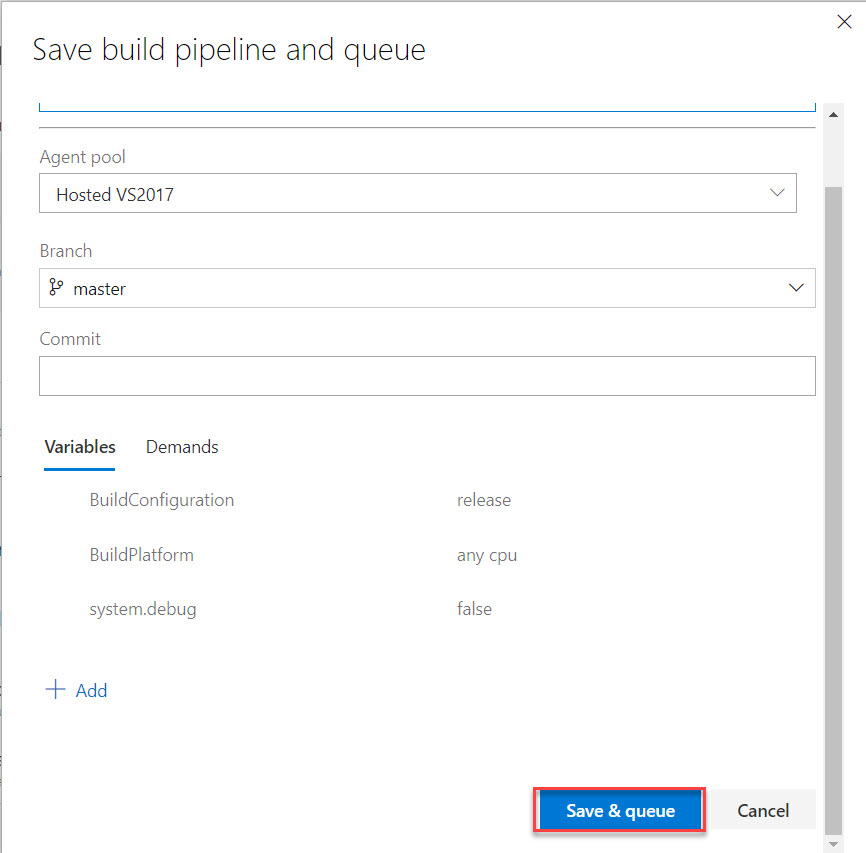 Save build pipeline and queue
Agent pool
Hosted VS2017
Branch
master
Commit
Variables Demands
BuildConfiguration release
BuildPlatform any cpu
system.debug false
Add
Save & queue Cancel